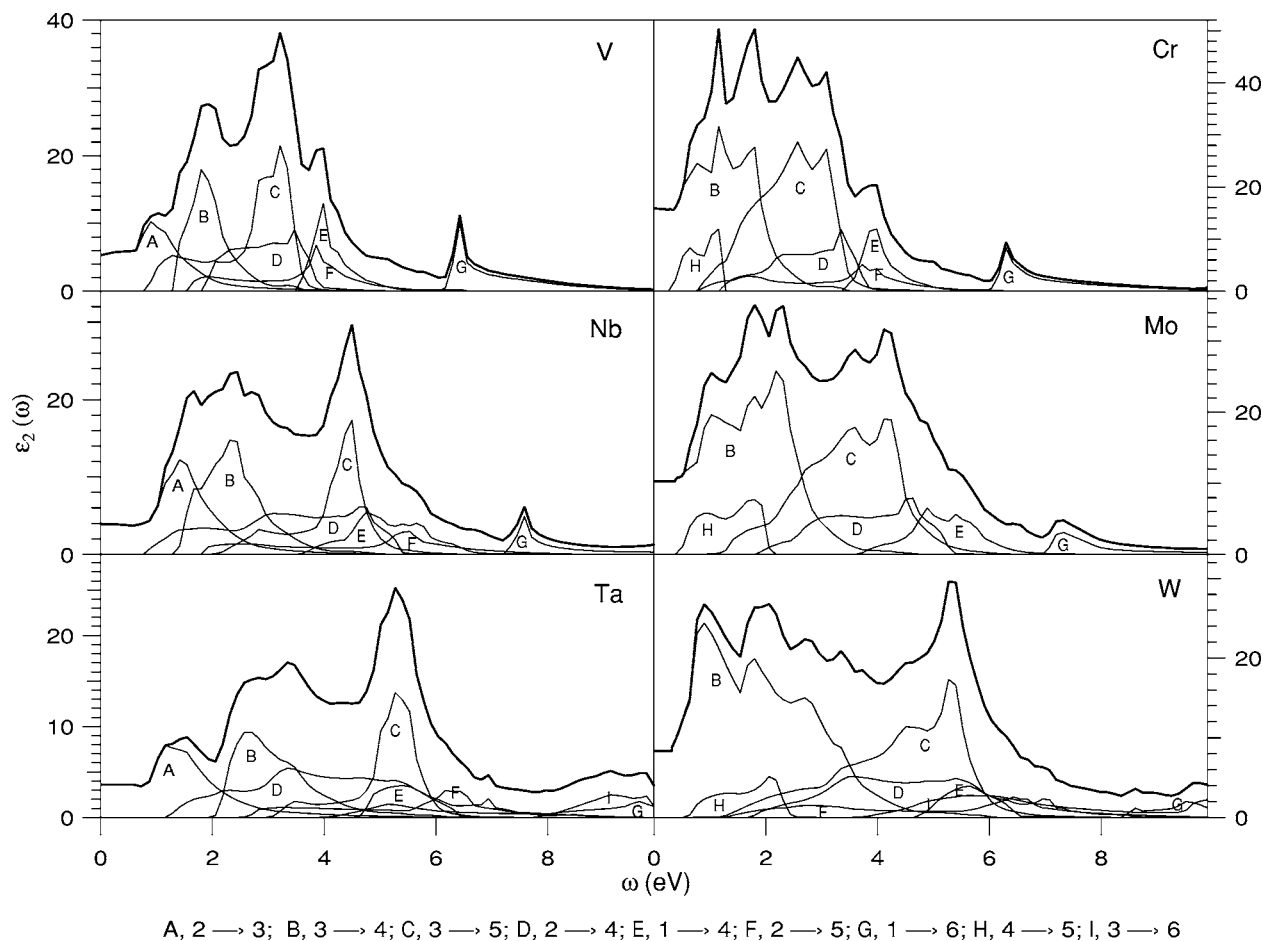 40
V
Cr
40
20
B
C
A
D
E
F
G
B
C
20
H
D
E
F
G
0
0
Nb
Mo
ε₂ (ω)
20
A
B
C
D
E
F
G
B
C
20
H
D
E
G
0
0
Ta
W
20
10
A
B
C
D
E
F
I
G
B
C
20
H
D
F
I
E
G
0
0
0 2 4 6 8 0 2 4 6 8
ω (eV)
A, 2 → 3; B, 3 → 4; C, 3 → 5; D, 2 → 4; E, 1 → 4; F, 2 → 5; G, 1 → 6; H, 4 → 5; I, 3 → 6